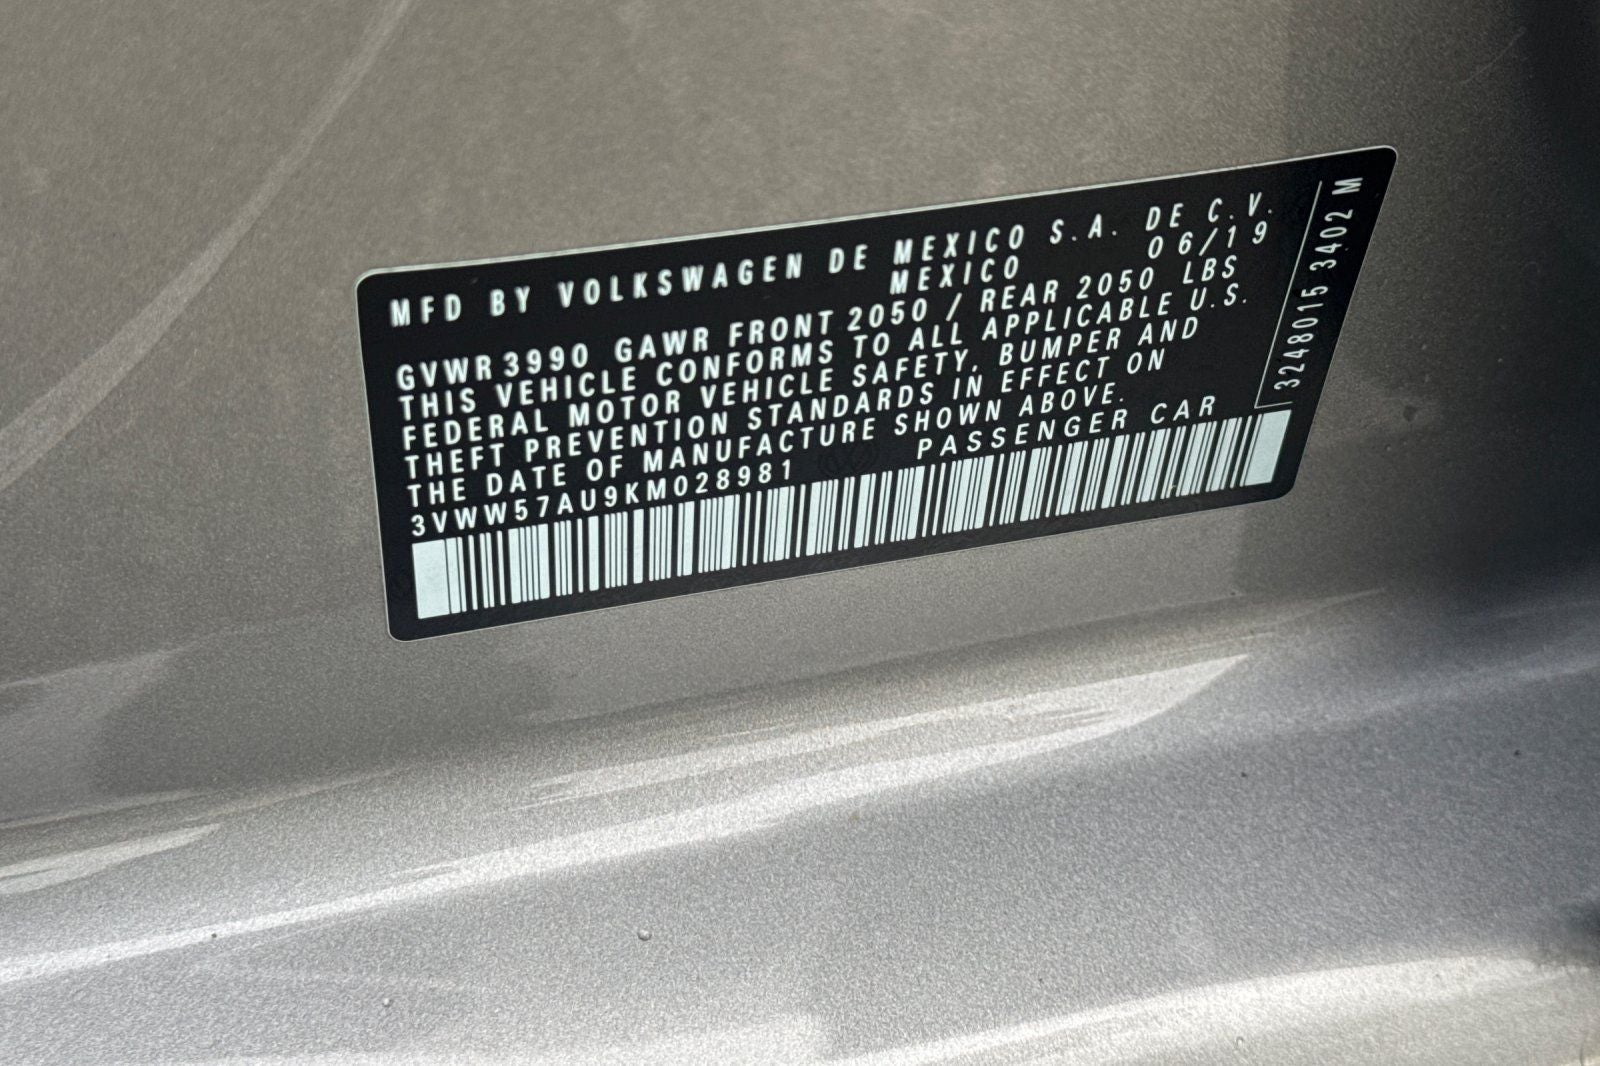 MFD BY VOLKSWAGEN DE MEXICO S.A. DE C.V.
MEXICO 06/19
GVWR 3990 GAWR FRONT 2050 / REAR 2050 LBS
THIS VEHICLE CONFORMS TO ALL APPLICABLE U.S.
FEDERAL MOTOR VEHICLE SAFETY, BUMPER AND
THEFT PREVENTION STANDARDS IN EFFECT ON
THE DATE OF MANUFACTURE SHOWN ABOVE.
3VWW57AU9KM028981 PASSENGER CAR
3248015 3402 M